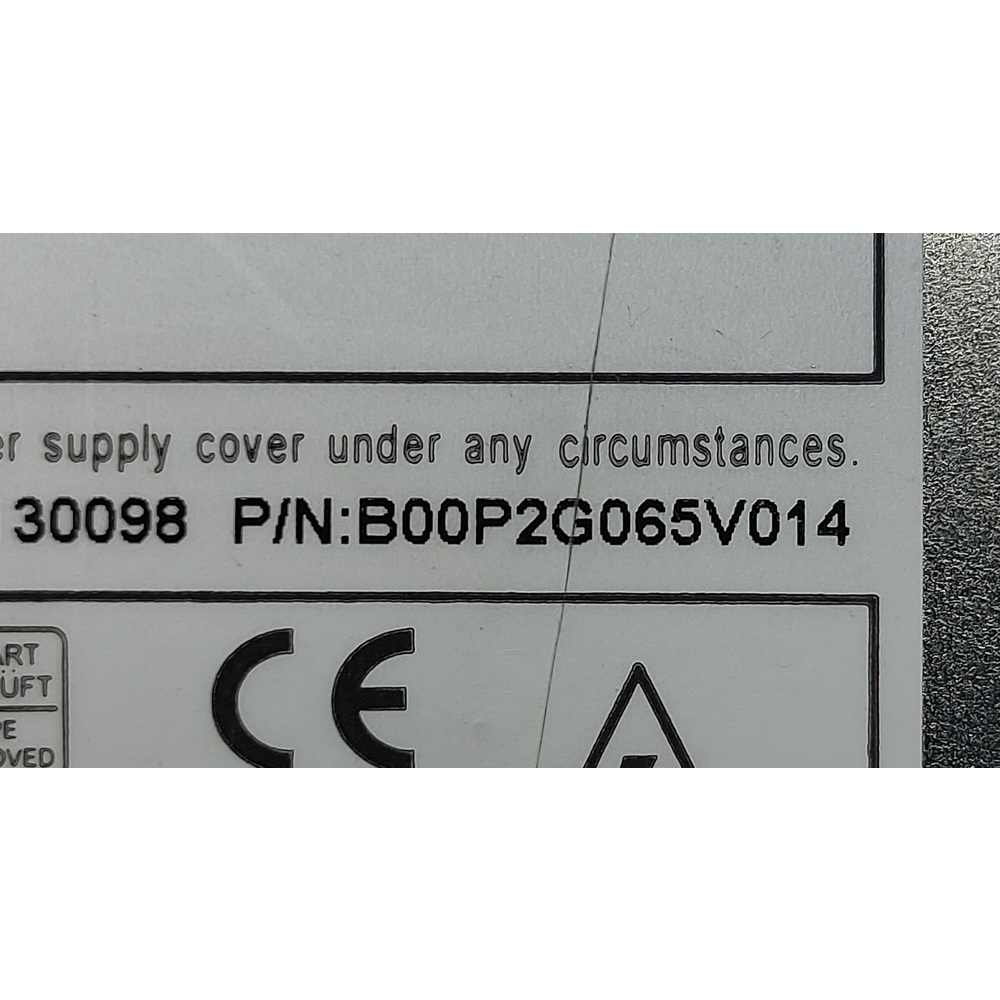 er supply cover under any circumstances.
30098 P/N:B00P2G065V014
ART
ÜFT
PE
OVED
CE